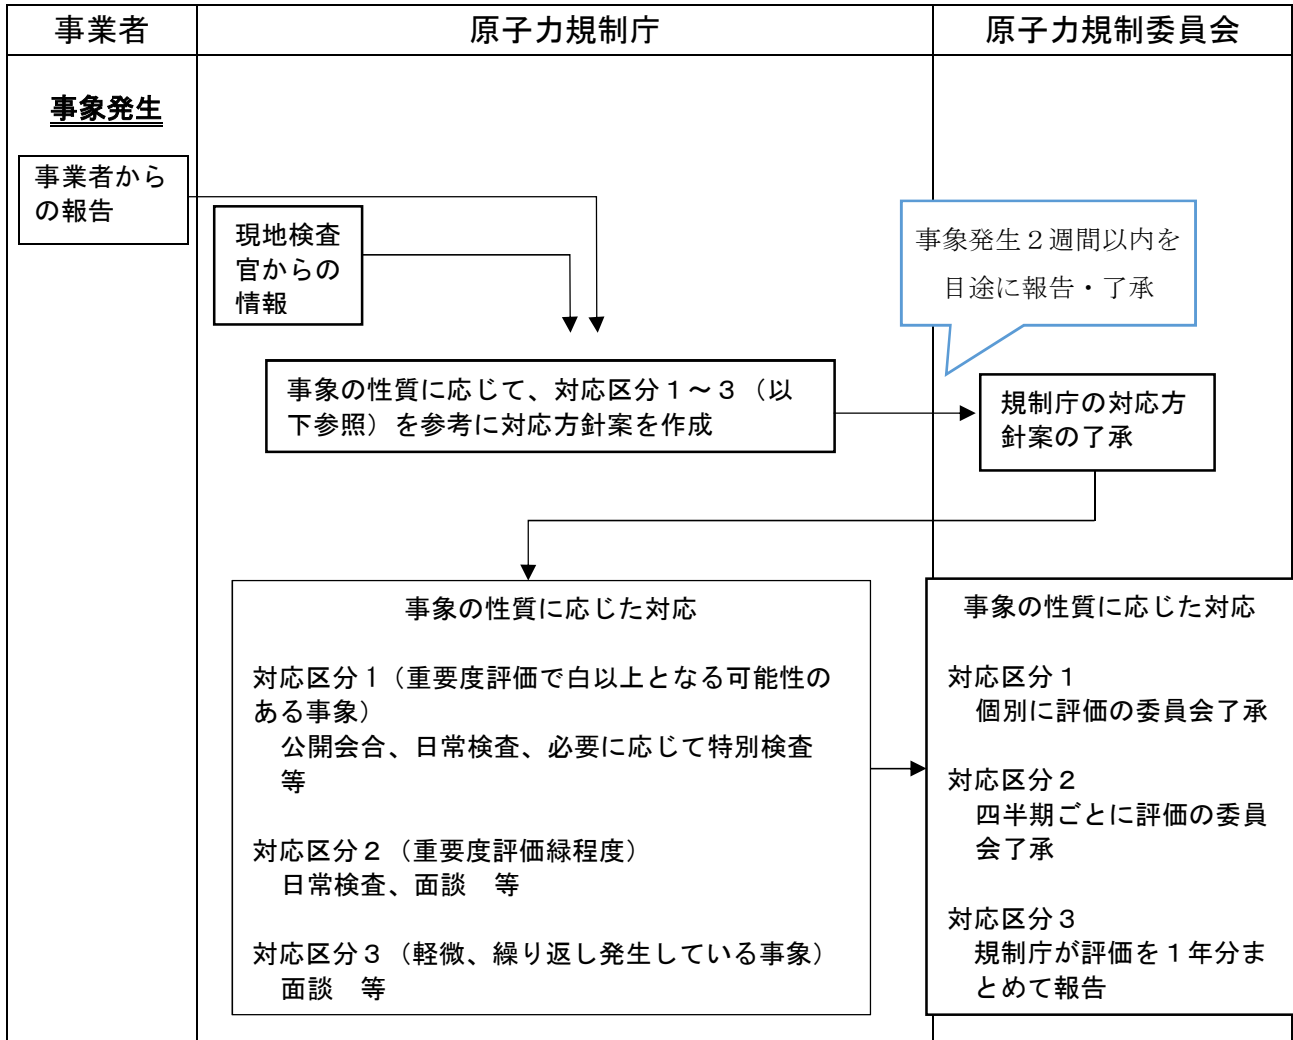 事業者
原子力規制庁
原子力規制委員会
事象発生
事業者から
の報告
現地検査
官からの
情報
事象発生２週間以内を
目途に報告・了承
事象の性質に応じて、対応区分１～３（以
下参照）を参考に対応方針案を作成
規制庁の対応方
針案の了承
事象の性質に応じた対応
対応区分１（重要度評価で白以上となる可能性の
ある事象）
公開会合、日常検査、必要に応じて特別検査
等
対応区分２（重要度評価緑程度）
日常検査、面談　等
対応区分３（軽微、繰り返し発生している事象）
面談　等
事象の性質に応じた対応
対応区分１
個別に評価の委員会了承
対応区分２
四半期ごとに評価の委員
会了承
対応区分３
規制庁が評価を１年分ま
とめて報告